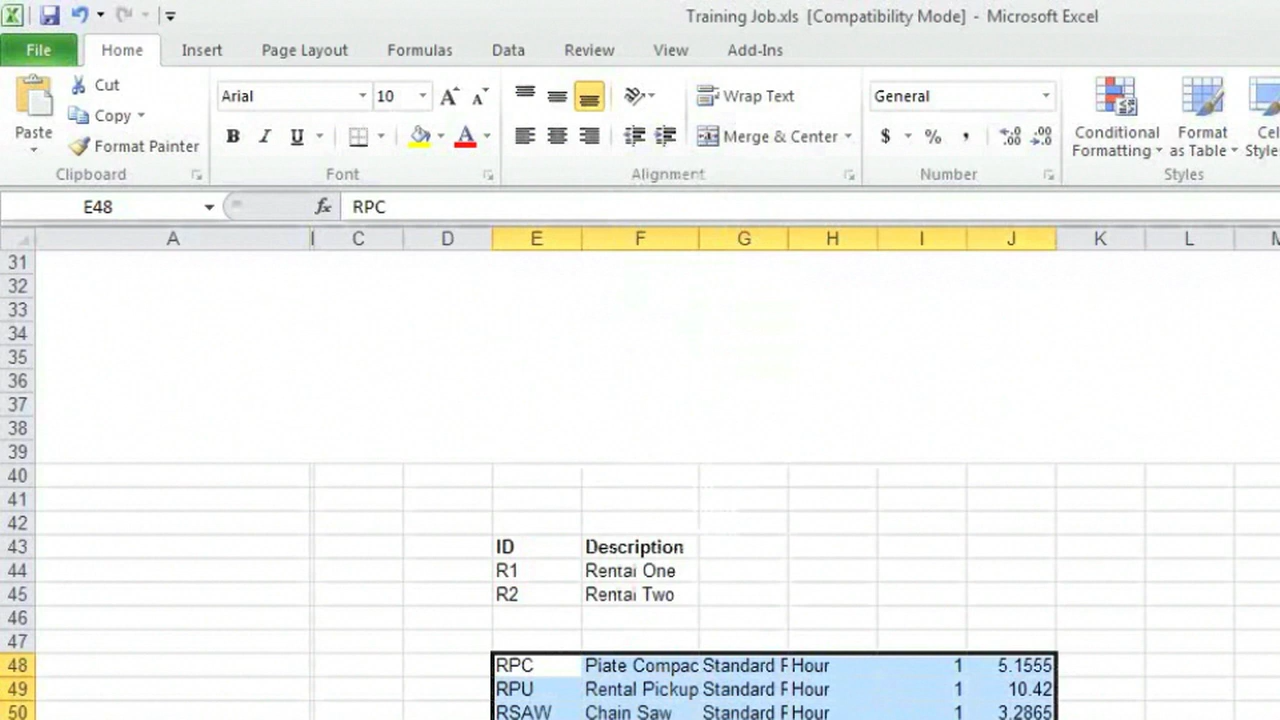 Training Job.xls [Compatibility Mode] - Microsoft Excel
File Home Insert Page Layout Formulas Data Review View Add-Ins
Paste
Cut
Copy
Format Painter
Clipboard
Arial 10
B I U A
Font
Wrap Text
Merge & Center
Alignment
General
$ % ,
Number
Conditional Formatting
Format as Table
Styles
E48 fx RPC
A C D E F G H I J K L
31
32
33
34
35
36
37
38
39
40
41
42
43 ID Description
44 R1 Rental One
45 R2 Rental Two
46
47
48 RPC Plate Compac Standard F Hour 1 5.1555
49 RPU Rental Pickup Standard F Hour 1 10.42
50 RSAW Chain Saw Standard F Hour 1 3.2865